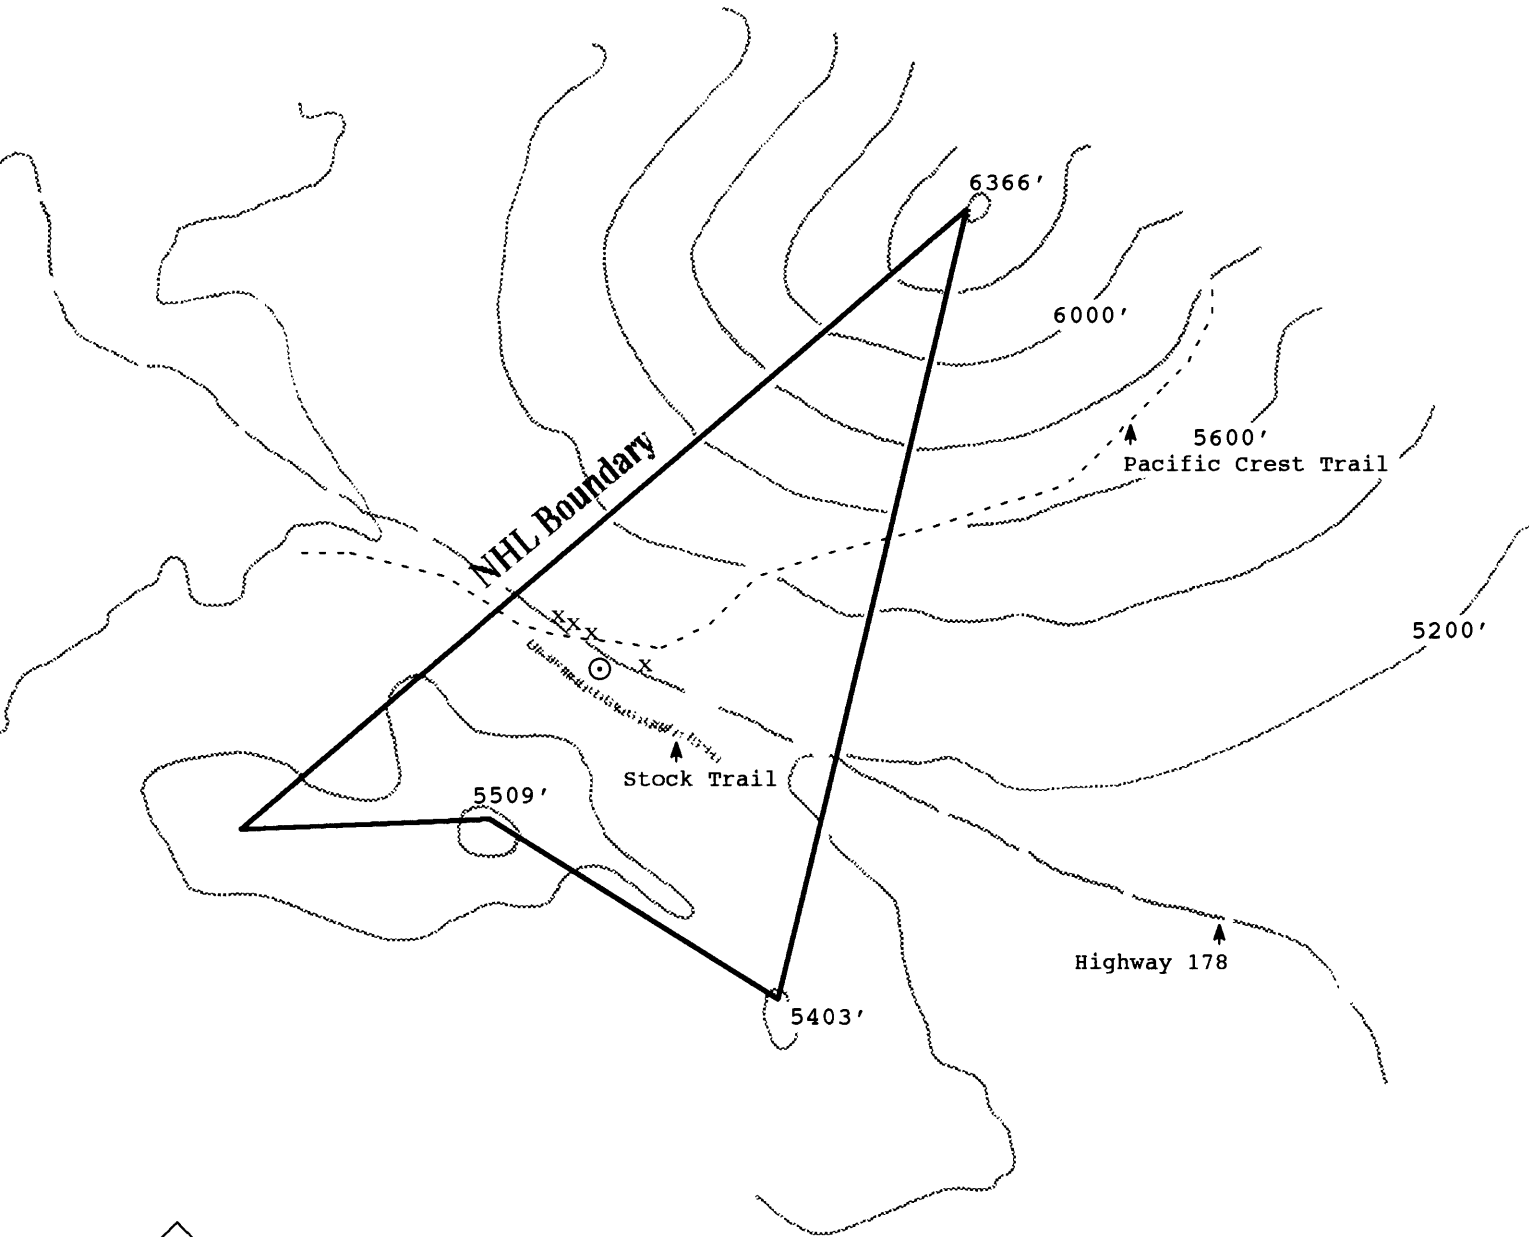 6366′
6000′
5600′
Pacific Crest Trail
NHL Boundary
5200′
x
x
x
x
Stock Trail
5509′
Highway 178
5403′